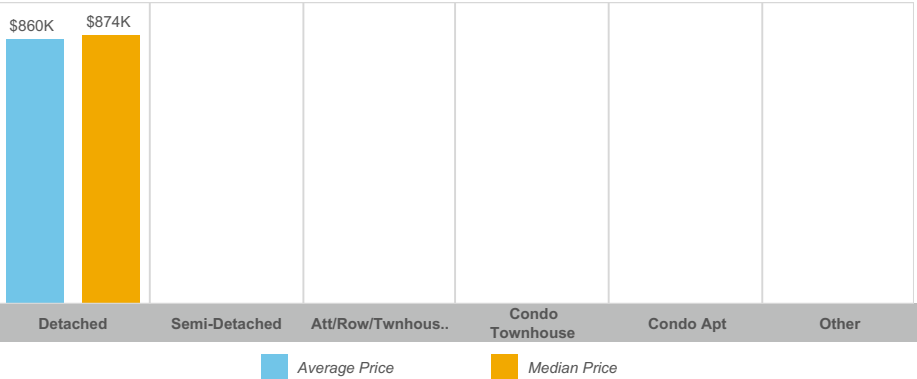 $860K
$874K
Detached
Semi-Detached
Att/Row/Twnhous..
Condo
Townhouse
Condo Apt
Other
Average Price
Median Price